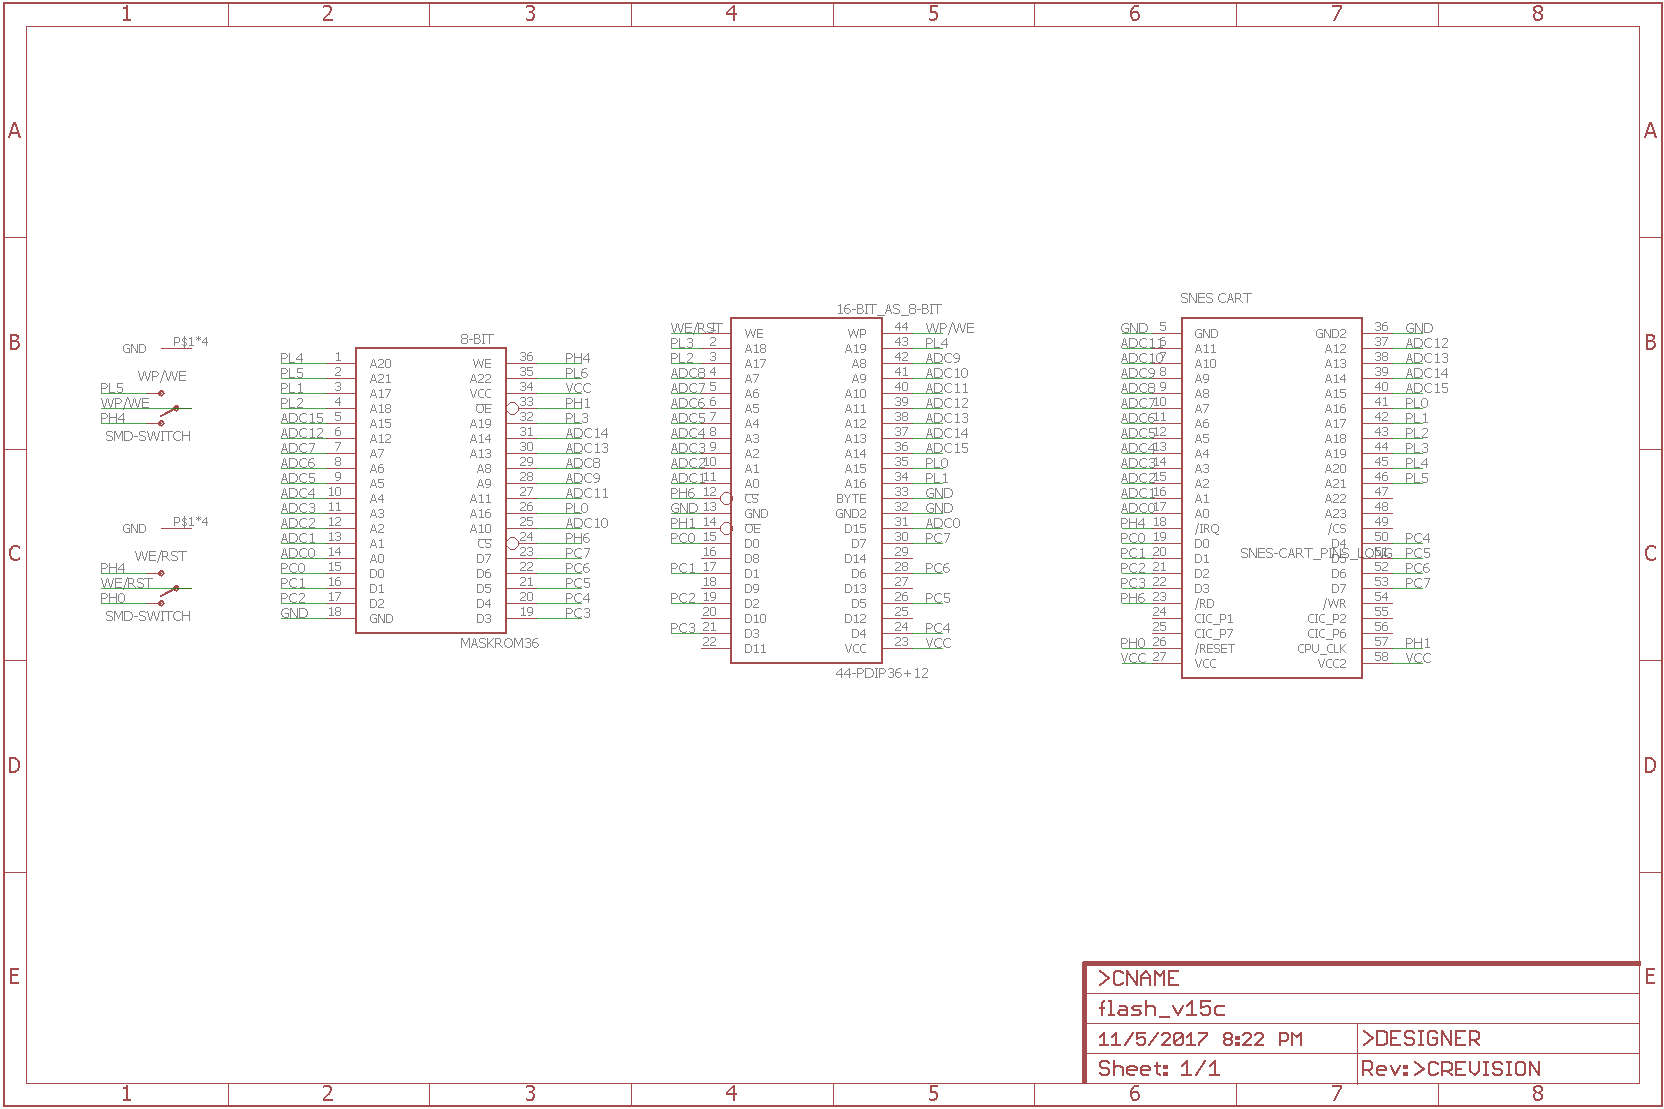 1 2 3 4 5 6 7 8
A A
B B
C C
D D
E E
GND P$1*4
WP/WE
PL5
WP/WE
PH4
SMD-SWITCH
GND P$1*4
WE/RST
PH4
WE/RST
PH0
SMD-SWITCH
8-BIT
PL4 1 A20 WE 36 PH4
PL5 2 A21 A22 35 PL6
PL1 3 A17 VCC 34 VCC
PL2 4 A18 OE 33 PH1
ADC15 5 A15 A19 32 PL3
ADC12 6 A12 A14 31 ADC14
ADC7 7 A7 A13 30 ADC13
ADC6 8 A6 A8 29 ADC8
ADC5 9 A5 A9 28 ADC9
ADC4 10 A4 A11 27 ADC11
ADC3 11 A3 A16 26 PL0
ADC2 12 A2 A10 25 ADC10
ADC1 13 A1 CS 24 PH6
ADC0 14 A0 D7 23 PC7
PC0 15 D0 D6 22 PC6
PC1 16 D1 D5 21 PC5
PC2 17 D2 D4 20 PC4
GND 18 GND D3 19 PC3
MASKROM36
16-BIT_AS_8-BIT
WE/RST 1 WE WP 44 WP/WE
PL3 2 A18 A19 43 PL4
PL2 3 A17 A8 42 ADC9
ADC8 4 A7 A9 41 ADC10
ADC7 5 A6 A10 40 ADC11
ADC6 6 A5 A11 39 ADC12
ADC5 7 A4 A12 38 ADC13
ADC4 8 A3 A13 37 ADC14
ADC3 9 A2 A14 36 ADC15
ADC2 10 A1 A15 35 PL0
ADC1 11 A0 A16 34 PL1
PH6 12 CS BYTE 33 GND
GND 13 GND GND2 32 GND
PH1 14 OE D15 31 ADC0
PC0 15 D0 D7 30 PC7
16 D8 D14 29
PC1 17 D1 D6 28 PC6
18 D9 D13 27
PC2 19 D2 D5 26 PC5
20 D10 D12 25
PC3 21 D3 D4 24 PC4
22 D11 VCC 23 VCC
44-PDIP36+12
SNES CART
GND 5 GND GND2 36 GND
ADC11 6 A11 A12 37 ADC12
ADC10 7 A10 A13 38 ADC13
ADC9 8 A9 A14 39 ADC14
ADC8 9 A8 A15 40 ADC15
ADC7 10 A7 A16 41 PL0
ADC6 11 A6 A17 42 PL1
ADC5 12 A5 A18 43 PL2
ADC4 13 A4 A19 44 PL3
ADC3 14 A3 A20 45 PL4
ADC2 15 A2 A21 46 PL5
ADC1 16 A1 A22 47
ADC0 17 A0 A23 48
PH4 18 /IRQ /CS 49
PC0 19 D0 D4 50 PC4
SNES-CART_PINS_LONG
PC1 20 D1 D5 51 PC5
PC2 21 D2 D6 52 PC6
PC3 22 D3 D7 53 PC7
PH6 23 /RD /WR 54
24 CIC_P1 CIC_P2 55
25 CIC_P7 CIC_P6 56
PH0 26 /RESET CPU_CLK 57 PH1
VCC 27 VCC VCC2 58 VCC
>CNAME
flash_v15c
11/5/2017 8:22 PM >DESIGNER
Sheet: 1/1 Rev:>CREVISION
1 2 3 4 5 6 7 8